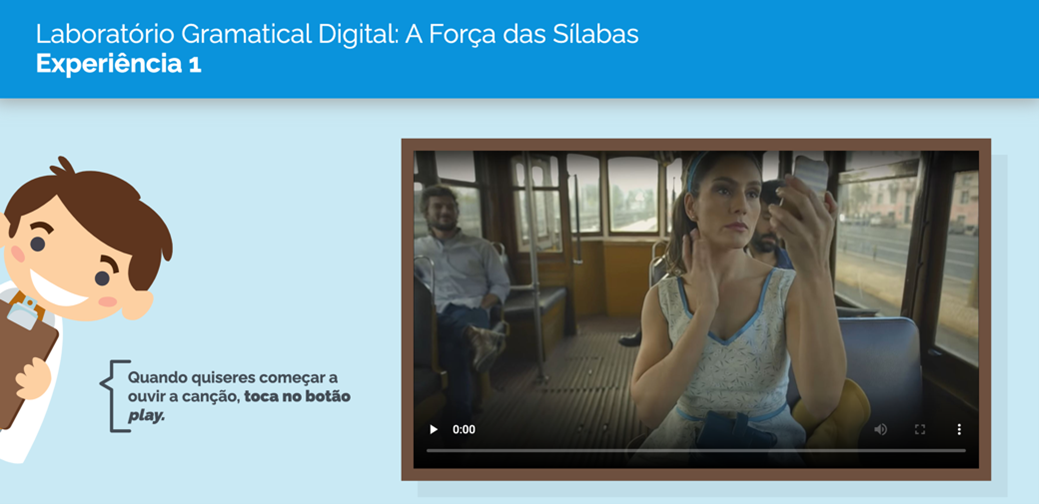 Laboratório Gramatical Digital: A Força das Sílabas
Experiência 1
Quando quiseres começar a
ouvir a canção, toca no botão
play.
0:00